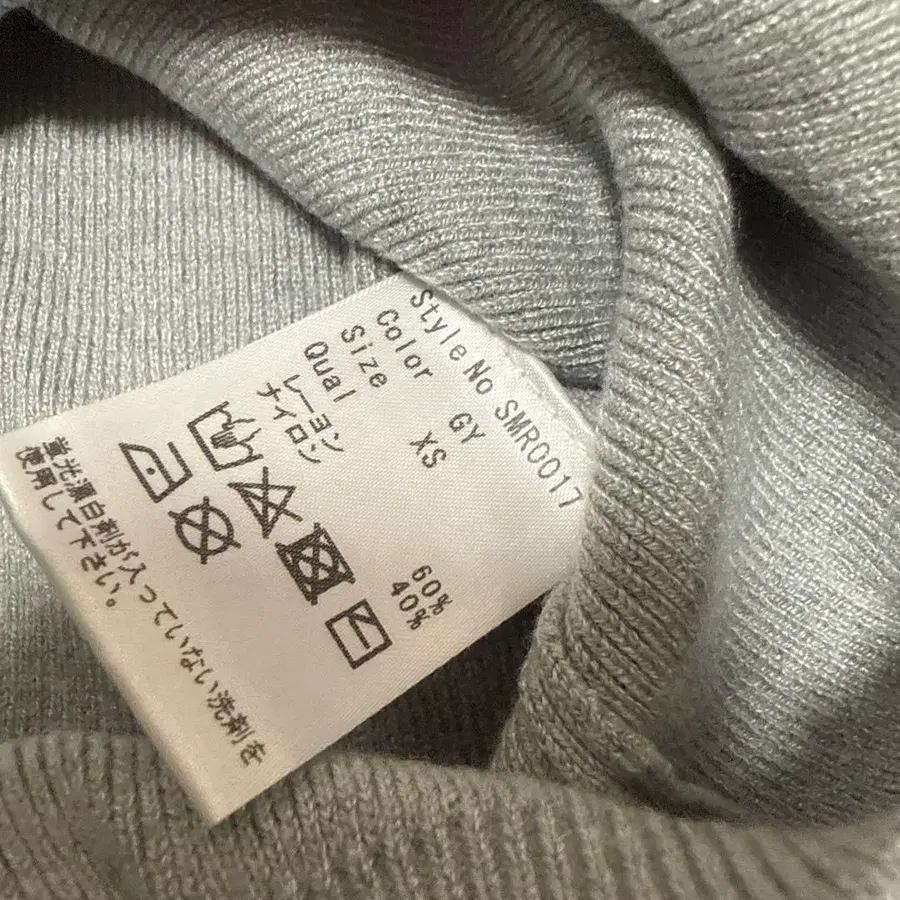 Style No SMR0017
Color GY
Size XS
Qual
レーヨン 60%
ナイロン 40%
蛍光漂白剤が入っていない洗剤を
使用して下さい。